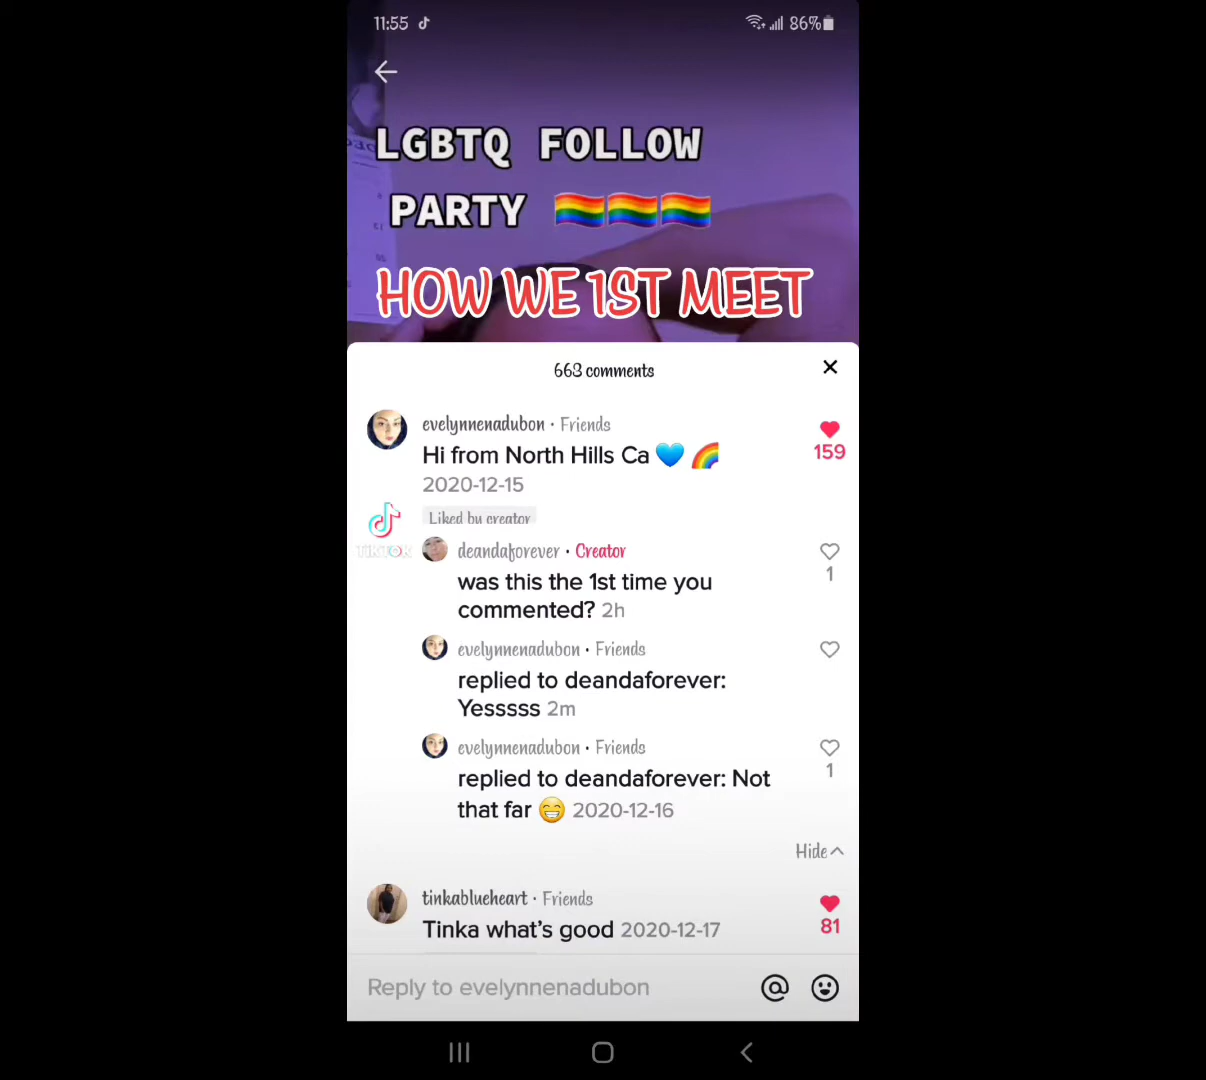 11:55
86%
LGBTQ FOLLOW
PARTY 🏳️‍🌈🏳️‍🌈🏳️‍🌈
HOW WE 1ST MEET
663 comments
evelynnenadubon · Friends
Hi from North Hills Ca 💙 🌈
159
2020-12-15
Liked by creator
TIKTOK
deandaforever · Creator
was this the 1st time you
commented? 2h
1
evelynnenadubon · Friends
replied to deandaforever:
Yesssss 2m
evelynnenadubon · Friends
replied to deandaforever: Not
that far 😁 2020-12-16
1
Hide
tinkablueheart · Friends
Tinka what's good 2020-12-17
81
Reply to evelynnenadubon
@